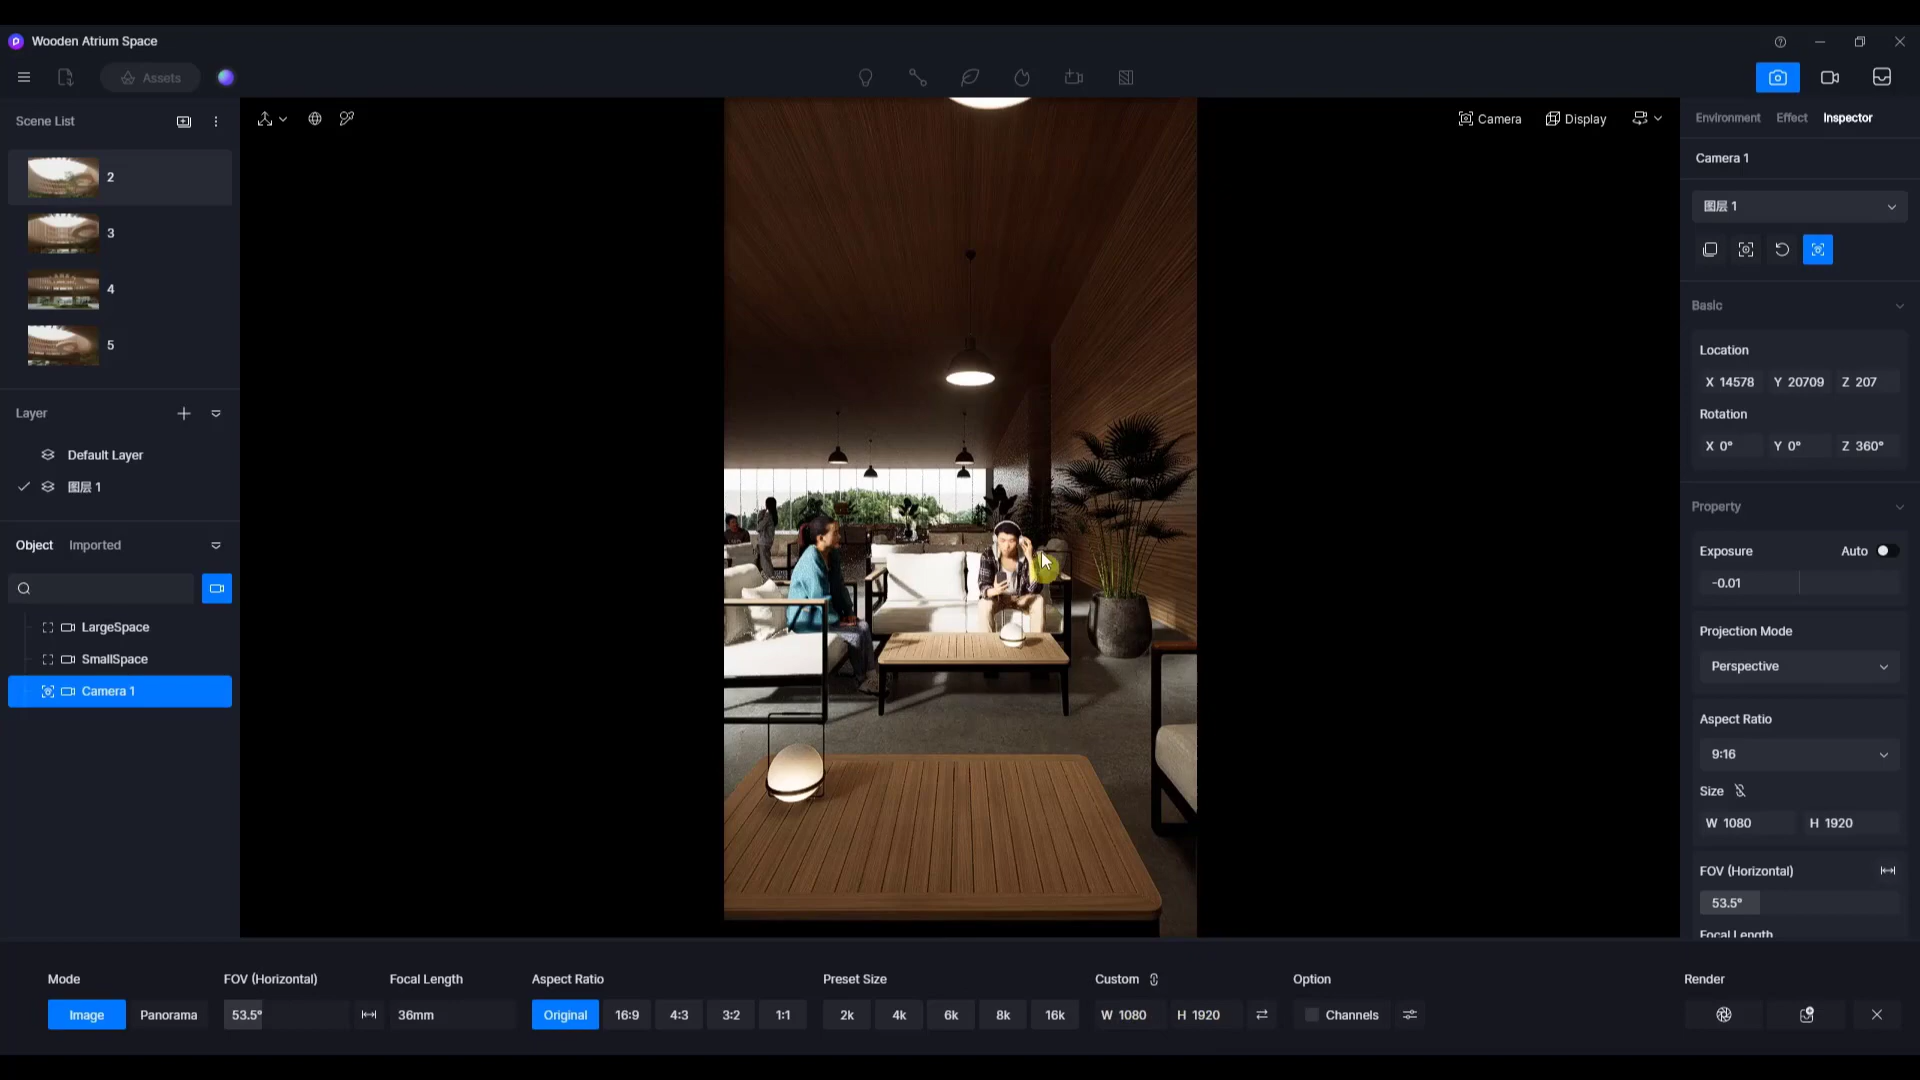 Wooden Atrium Space
Assets
Scene List
2
3
4
5
Layer
Default Layer
图层 1
Object Imported
LargeSpace
SmallSpace
Camera 1
Camera Display
Environment Effect Inspector
Camera 1
图层 1
Basic
Location
X 14578 Y 20709 Z 207
Rotation
X 0° Y 0° Z 360°
Property
Exposure Auto
-0.01
Projection Mode
Perspective
Aspect Ratio
9:16
Size
W 1080 H 1920
FOV (Horizontal)
53.5°
Focal Length
Mode FOV (Horizontal) Focal Length Aspect Ratio Preset Size Custom Option Render
Image Panorama 53.5° 36mm Original 16:9 4:3 3:2 1:1 2k 4k 6k 8k 16k W 1080 H 1920 Channels